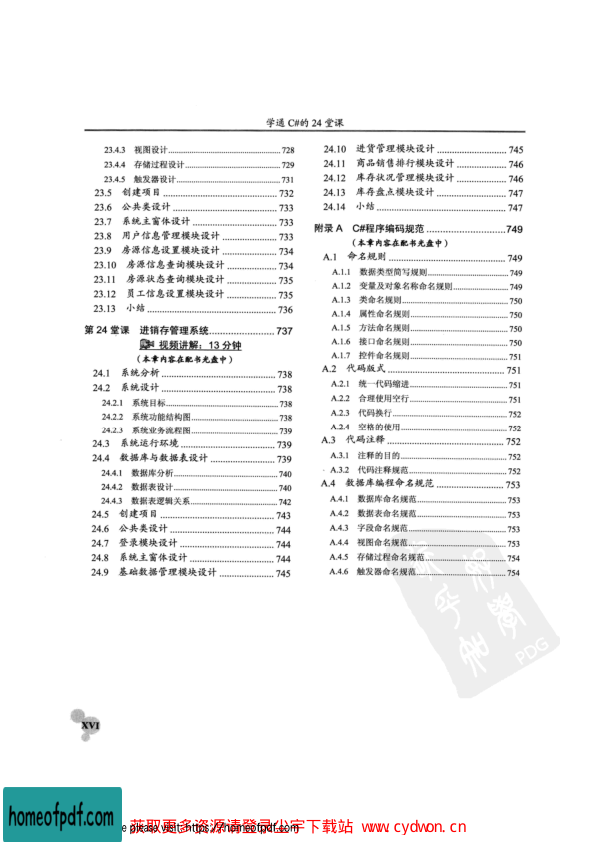 学通 C#的 24 堂课
23.4.3 视图设计 728
23.4.4 存储过程设计 729
23.4.5 触发器设计 731
23.5 创建项目 732
23.6 公共类设计 733
23.7 系统主窗体设计 733
23.8 用户信息管理模块设计 733
23.9 房源信息设置模块设计 734
23.10 房源信息查询模块设计 734
23.11 房源状态查询模块设计 735
23.12 员工信息设置模块设计 735
23.13 小结 736
第 24 堂课 进销存管理系统 737
视频讲解：13 分钟
（本章内容在配书光盘中）
24.1 系统分析 738
24.2 系统设计 738
24.2.1 系统目标 738
24.2.2 系统功能结构图 738
24.2.3 系统业务流程图 739
24.3 系统运行环境 739
24.4 数据库与数据表设计 739
24.4.1 数据库分析 740
24.4.2 数据表设计 740
24.4.3 数据表逻辑关系 742
24.5 创建项目 743
24.6 公共类设计 744
24.7 登录模块设计 744
24.8 系统主窗体设计 744
24.9 基础数据管理模块设计 745
24.10 进货管理模块设计 745
24.11 商品销售排行模块设计 746
24.12 库存状况管理模块设计 746
24.13 库存盘点模块设计 747
24.14 小结 747
附录 A C#程序编码规范 749
（本章内容在配书光盘中）
A.1 命名规则 749
A.1.1 数据类型简写规则 749
A.1.2 变量及对象名称命名规则 749
A.1.3 类命名规则 750
A.1.4 属性命名规则 750
A.1.5 方法命名规则 750
A.1.6 接口命名规则 750
A.1.7 控件命名规则 751
A.2 代码版式 751
A.2.1 统一代码缩进 751
A.2.2 合理使用空行 751
A.2.3 代码换行 752
A.2.4 空格的使用 752
A.3 代码注释 752
A.3.1 注释的目的 752
A.3.2 代码注释规范 752
A.4 数据库编程命名规范 753
A.4.1 数据库命名规范 753
A.4.2 数据表命名规范 753
A.4.3 字段命名规范 753
A.4.4 视图命名规范 753
A.4.5 存储过程命名规范 754
A.4.6 触发器命名规范 754
PDG
XVI
homeofpdf.com
please visit: https://homeofpdf.com
获取更多资源请登录尘宇下载站 www.cydwon.cn